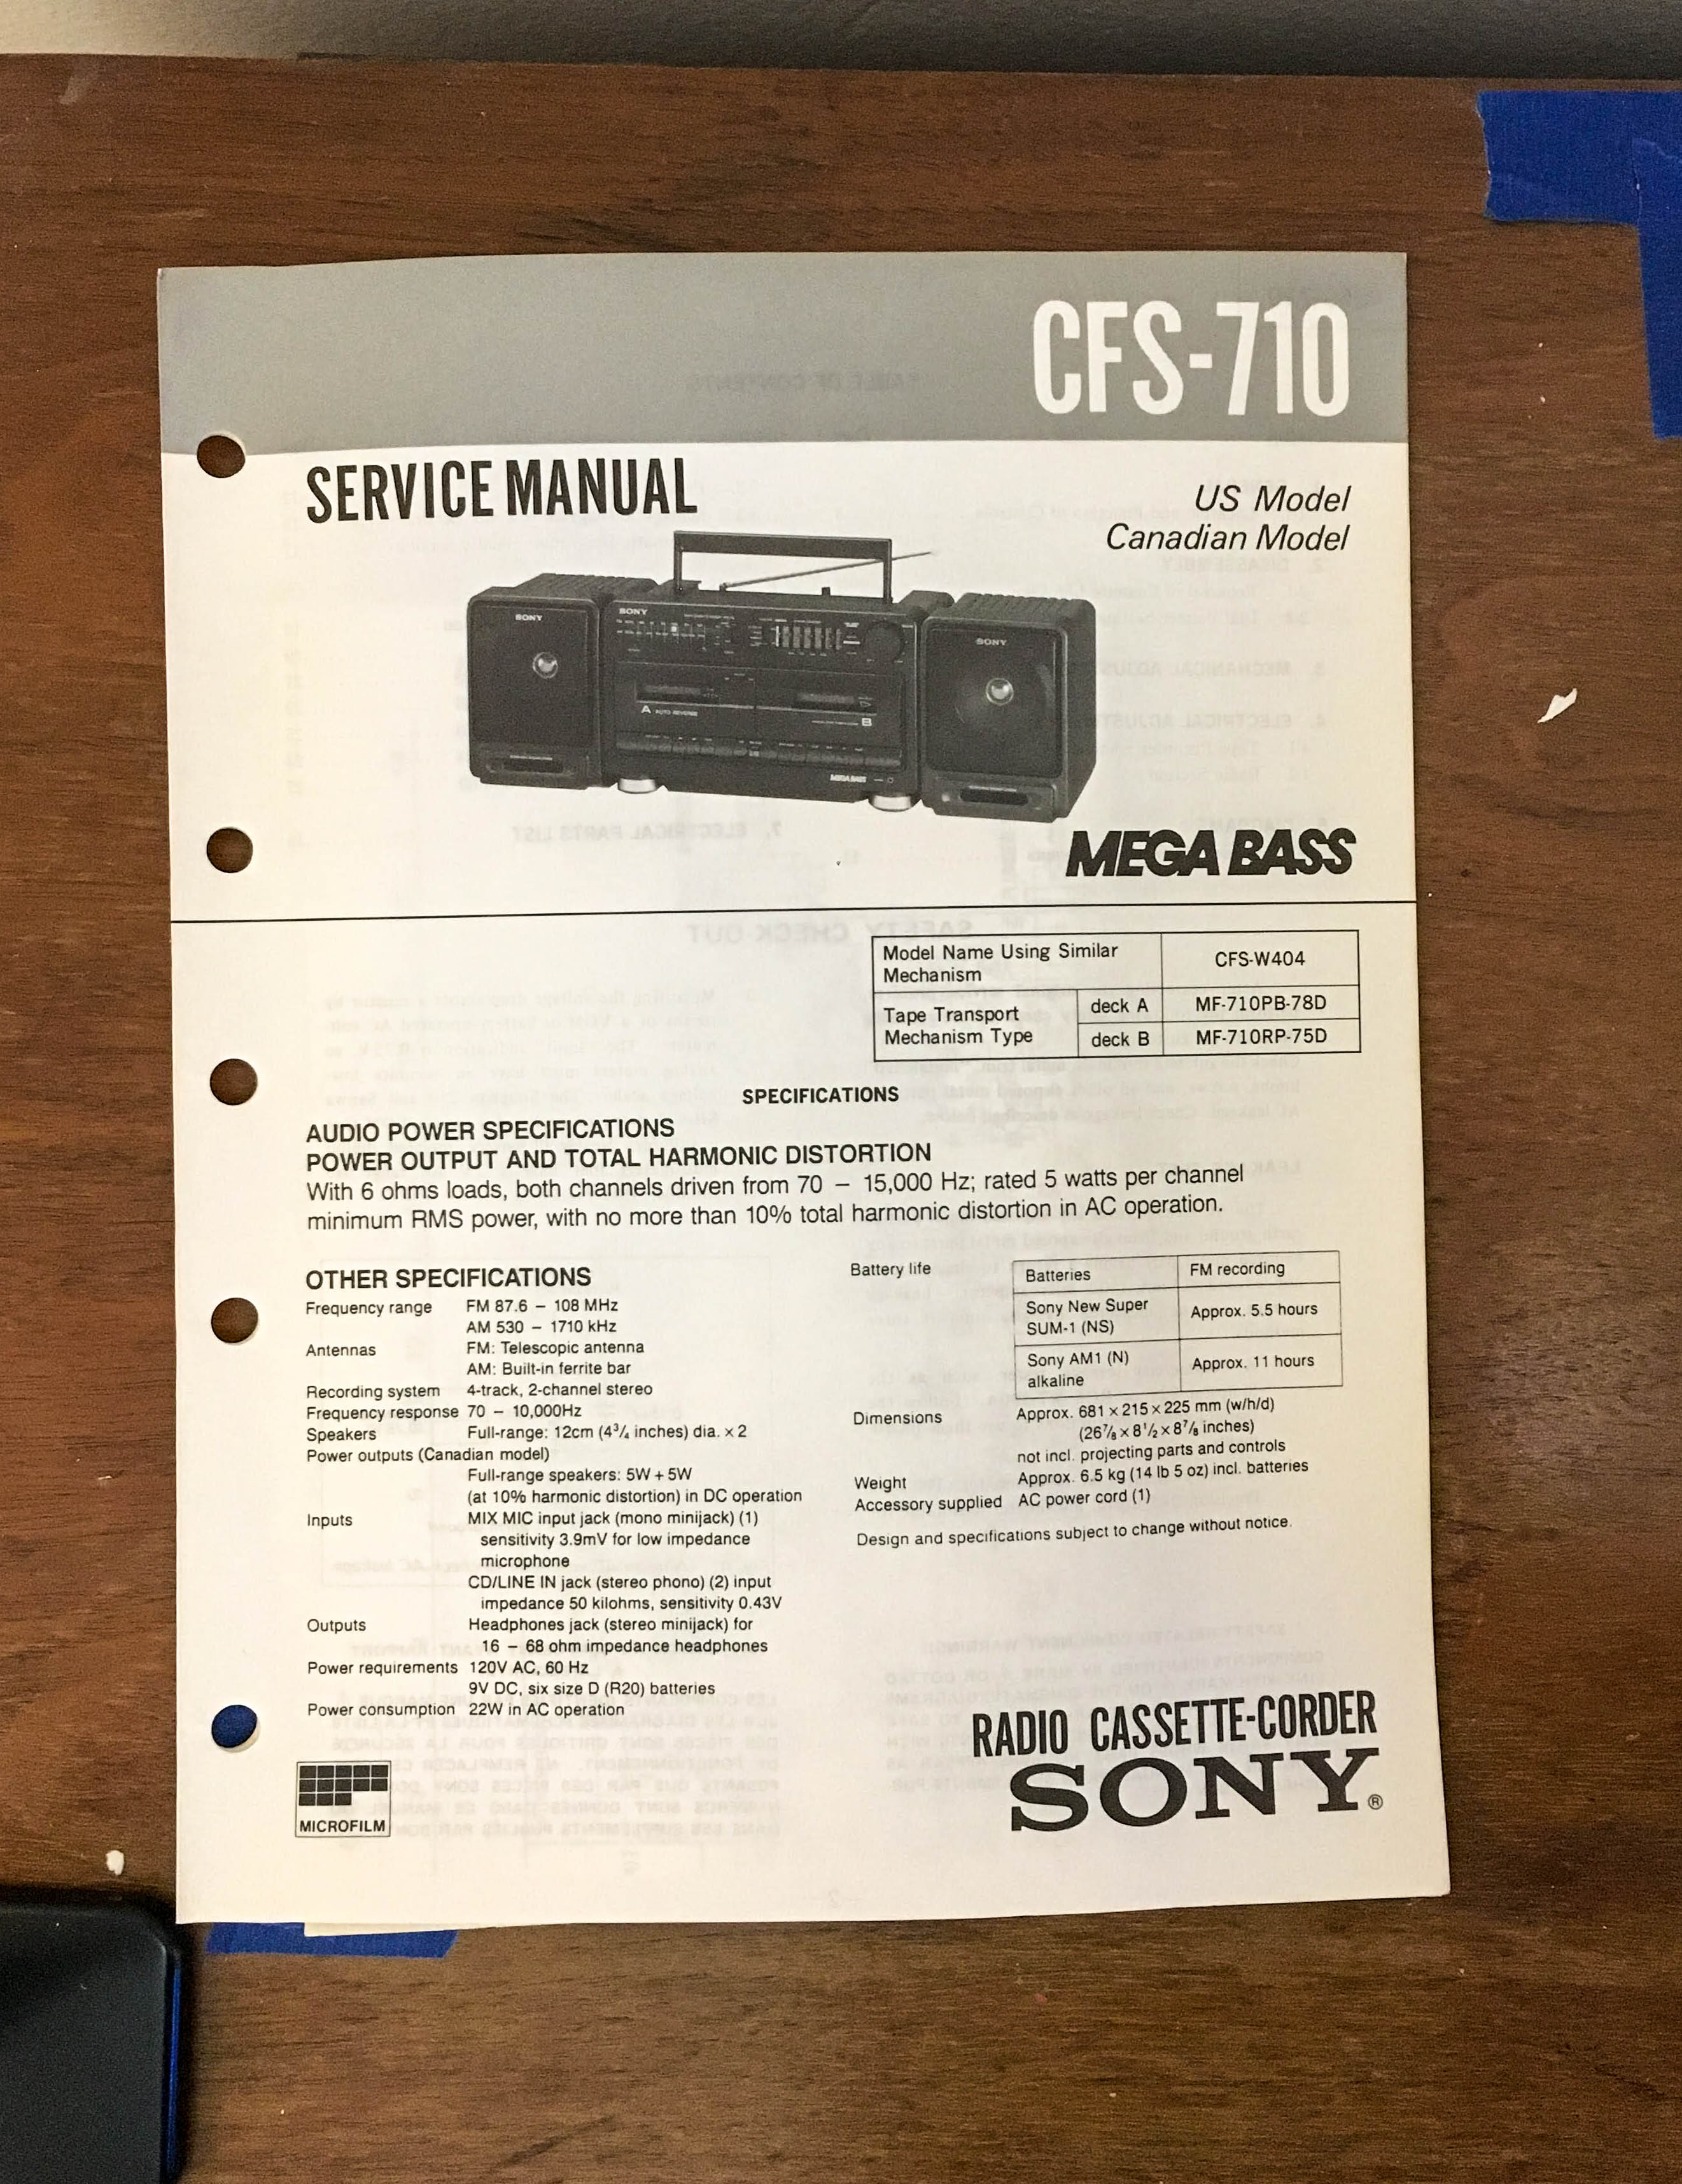 CFS-710
SERVICE MANUAL
US Model
Canadian Model
SONY
SONY
SONY
A AUTO REVERSE
B
MEGA BASS
MEGA BASS
Model Name Using Similar Mechanism CFS-W404
Tape Transport Mechanism Type deck A MF-710PB-78D
deck B MF-710RP-75D
SPECIFICATIONS
AUDIO POWER SPECIFICATIONS
POWER OUTPUT AND TOTAL HARMONIC DISTORTION
With 6 ohms loads, both channels driven from 70 – 15,000 Hz; rated 5 watts per channel
minimum RMS power, with no more than 10% total harmonic distortion in AC operation.
OTHER SPECIFICATIONS
Frequency range FM 87.6 – 108 MHz
AM 530 – 1710 kHz
Antennas FM: Telescopic antenna
AM: Built-in ferrite bar
Recording system 4-track, 2-channel stereo
Frequency response 70 – 10,000Hz
Speakers Full-range: 12cm (4¾ inches) dia. × 2
Power outputs (Canadian model)
Full-range speakers: 5W + 5W
(at 10% harmonic distortion) in DC operation
Inputs MIX MIC input jack (mono minijack) (1)
sensitivity 3.9mV for low impedance
microphone
CD/LINE IN jack (stereo phono) (2) input
impedance 50 kilohms, sensitivity 0.43V
Outputs Headphones jack (stereo minijack) for
16 – 68 ohm impedance headphones
Power requirements 120V AC, 60 Hz
9V DC, six size D (R20) batteries
Power consumption 22W in AC operation
Battery life
Batteries FM recording
Sony New Super SUM-1 (NS) Approx. 5.5 hours
Sony AM1 (N) alkaline Approx. 11 hours
Dimensions Approx. 681 × 215 × 225 mm (w/h/d)
(26⅞ × 8½ × 8⅞ inches)
not incl. projecting parts and controls
Weight Approx. 6.5 kg (14 lb 5 oz) incl. batteries
Accessory supplied AC power cord (1)
Design and specifications subject to change without notice.
MICROFILM
RADIO CASSETTE-CORDER
SONY®